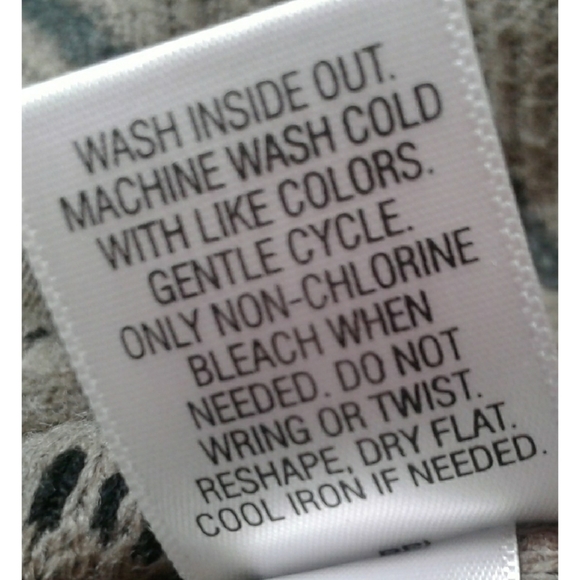 WASH INSIDE OUT.
MACHINE WASH COLD
WITH LIKE COLORS.
GENTLE CYCLE.
ONLY NON-CHLORINE
BLEACH WHEN
NEEDED. DO NOT
WRING OR TWIST.
RESHAPE, DRY FLAT.
COOL IRON IF NEEDED.